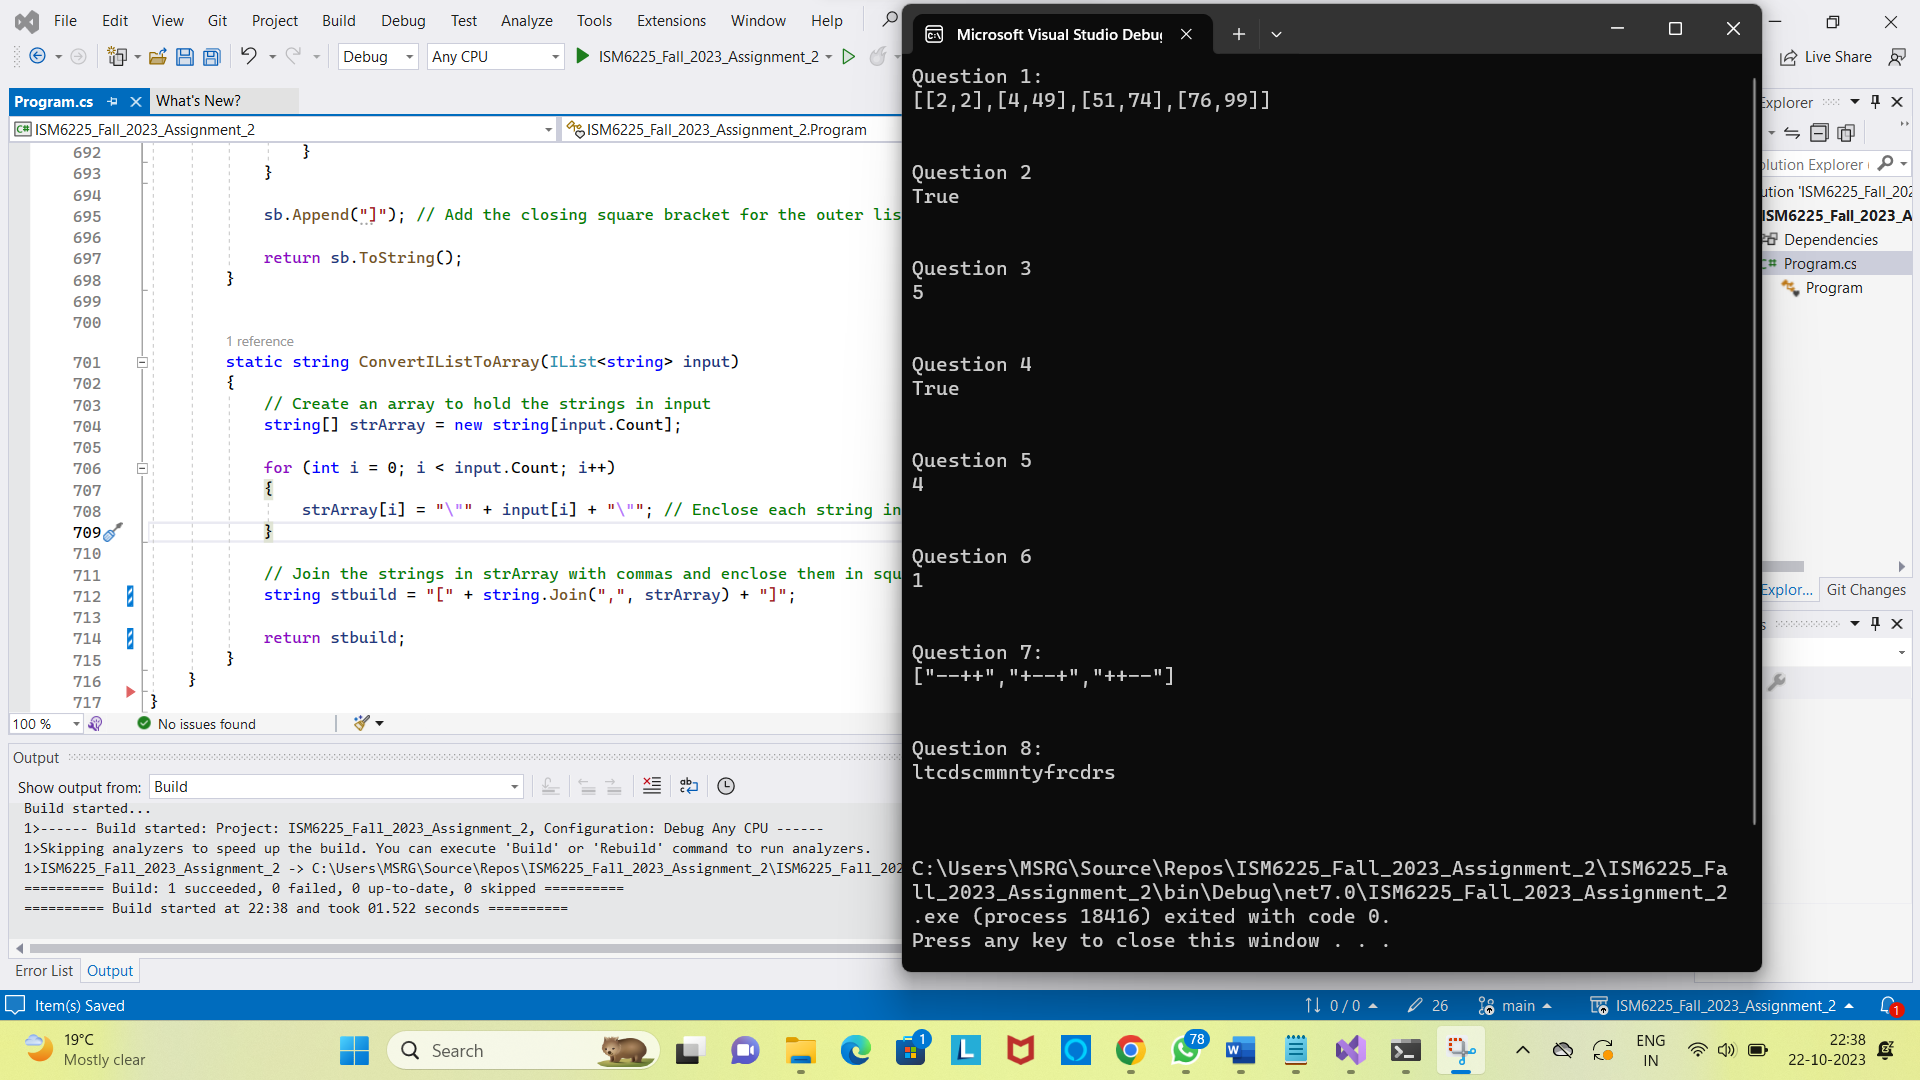 File Edit View Git Project Build Debug Test Analyze Tools Extensions Window Help
Debug Any CPU ISM6225_Fall_2023_Assignment_2 Live Share
Program.cs What's New?
ISM6225_Fall_2023_Assignment_2 ISM6225_Fall_2023_Assignment_2.Program
692 }
693 }
694
695 sb.Append("]"); // Add the closing square bracket for the outer lis
696
697 return sb.ToString();
698 }
699
700
1 reference
701 static string ConvertIListToArray(IList<string> input)
702 {
703 // Create an array to hold the strings in input
704 string[] strArray = new string[input.Count];
705
706 for (int i = 0; i < input.Count; i++)
707 {
708 strArray[i] = "\"" + input[i] + "\""; // Enclose each string in
709 }
710
711 // Join the strings in strArray with commas and enclose them in squ
712 string stbuild = "[" + string.Join(",", strArray) + "]";
713
714 return stbuild;
715 }
716 }
717 }
100 % No issues found
Output
Show output from: Build
Build started...
1>------ Build started: Project: ISM6225_Fall_2023_Assignment_2, Configuration: Debug Any CPU ------
1>Skipping analyzers to speed up the build. You can execute 'Build' or 'Rebuild' command to run analyzers.
1>ISM6225_Fall_2023_Assignment_2 -> C:\Users\MSRG\Source\Repos\ISM6225_Fall_2023_Assignment_2\ISM6225_Fall_202
========== Build: 1 succeeded, 0 failed, 0 up-to-date, 0 skipped ==========
========== Build started at 22:38 and took 01.522 seconds ==========
Error List Output
Microsoft Visual Studio Debu
Question 1:
[[2,2],[4,49],[51,74],[76,99]]
Question 2
True
Question 3
5
Question 4
True
Question 5
4
Question 6
1
Question 7:
["--++","+--+","++--"]
Question 8:
ltcdscmmntyfrcdrs
C:\Users\MSRG\Source\Repos\ISM6225_Fall_2023_Assignment_2\ISM6225_Fa
ll_2023_Assignment_2\bin\Debug\net7.0\ISM6225_Fall_2023_Assignment_2
.exe (process 18416) exited with code 0.
Press any key to close this window . . .
Explorer
olution Explorer (
ution 'ISM6225_Fall_202
ISM6225_Fall_2023_A
Dependencies
C# Program.cs
Program
Explor... Git Changes
s
Item(s) Saved 0 / 0 26 main ISM6225_Fall_2023_Assignment_2 1
19°C
Mostly clear
Search
1
L
78
W
ENG
IN
22:38
22-10-2023